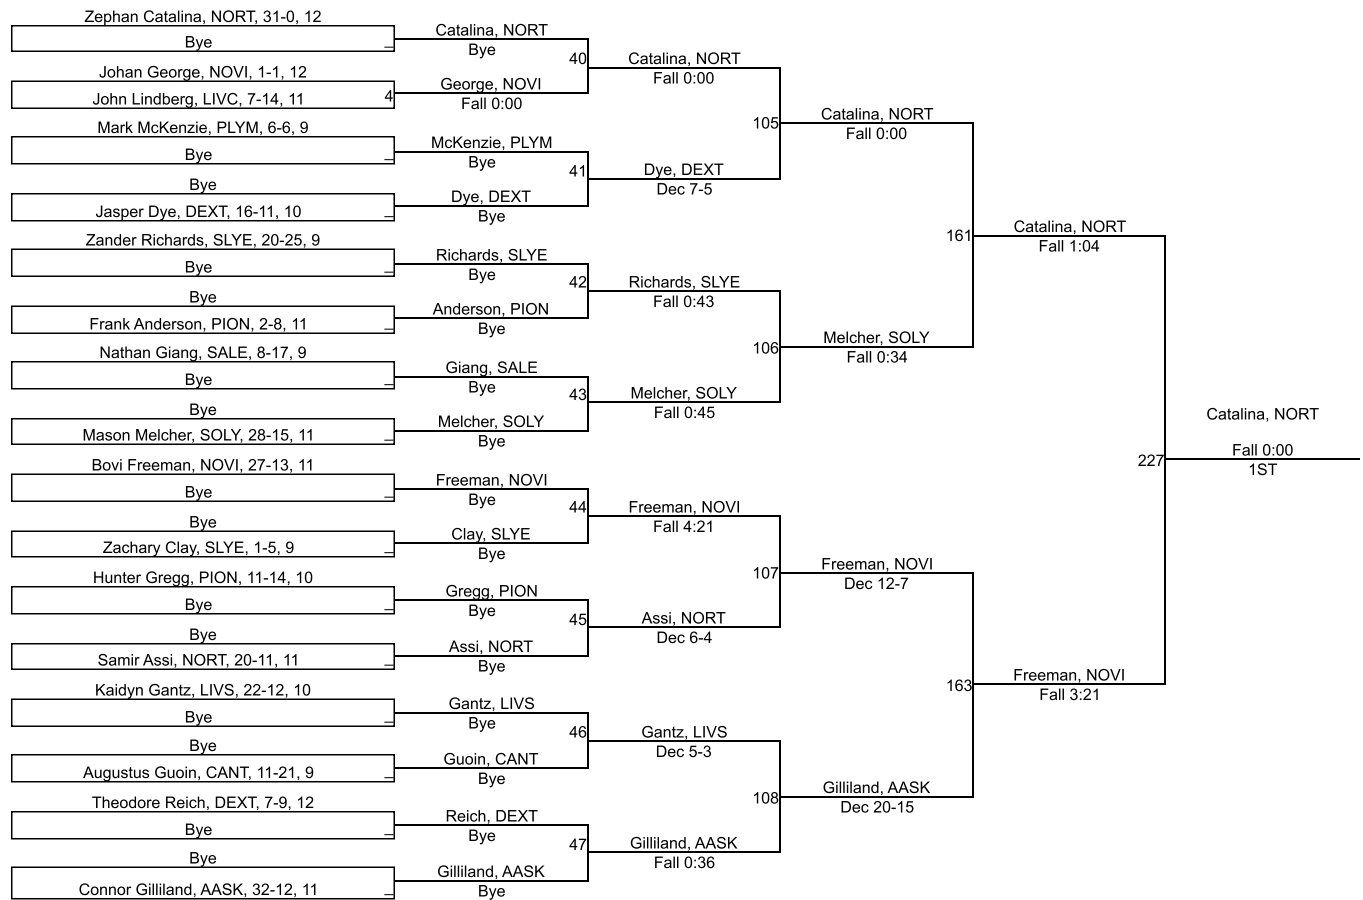 Zephan Catalina, NORT, 31-0, 12
Bye
Johan George, NOVI, 1-1, 12
John Lindberg, LIVC, 7-14, 11
4
Mark McKenzie, PLYM, 6-6, 9
Bye
Bye
Jasper Dye, DEXT, 16-11, 10
Zander Richards, SLYE, 20-25, 9
Bye
Bye
Frank Anderson, PION, 2-8, 11
Nathan Giang, SALE, 8-17, 9
Bye
Bye
Mason Melcher, SOLY, 28-15, 11
Bovi Freeman, NOVI, 27-13, 11
Bye
Bye
Zachary Clay, SLYE, 1-5, 9
Hunter Gregg, PION, 11-14, 10
Bye
Bye
Samir Assi, NORT, 20-11, 11
Kaidyn Gantz, LIVS, 22-12, 10
Bye
Bye
Augustus Guoin, CANT, 11-21, 9
Theodore Reich, DEXT, 7-9, 12
Bye
Bye
Connor Gilliland, AASK, 32-12, 11
Catalina, NORT
Bye
40
George, NOVI
Fall 0:00
McKenzie, PLYM
Bye
41
Dye, DEXT
Bye
Richards, SLYE
Bye
42
Anderson, PION
Bye
Giang, SALE
Bye
43
Melcher, SOLY
Bye
Freeman, NOVI
Bye
44
Clay, SLYE
Bye
Gregg, PION
Bye
45
Assi, NORT
Bye
Gantz, LIVS
Bye
46
Guoin, CANT
Bye
Reich, DEXT
Bye
47
Gilliland, AASK
Bye
Catalina, NORT
Fall 0:00
105
Dye, DEXT
Dec 7-5
Richards, SLYE
Fall 0:43
106
Melcher, SOLY
Fall 0:45
Freeman, NOVI
Fall 4:21
107
Assi, NORT
Dec 6-4
Gantz, LIVS
Dec 5-3
108
Gilliland, AASK
Fall 0:36
Catalina, NORT
Fall 0:00
161
Melcher, SOLY
Fall 0:34
Freeman, NOVI
Dec 12-7
163
Gilliland, AASK
Dec 20-15
Catalina, NORT
Fall 1:04
227
Freeman, NOVI
Fall 3:21
Catalina, NORT
Fall 0:00
1ST